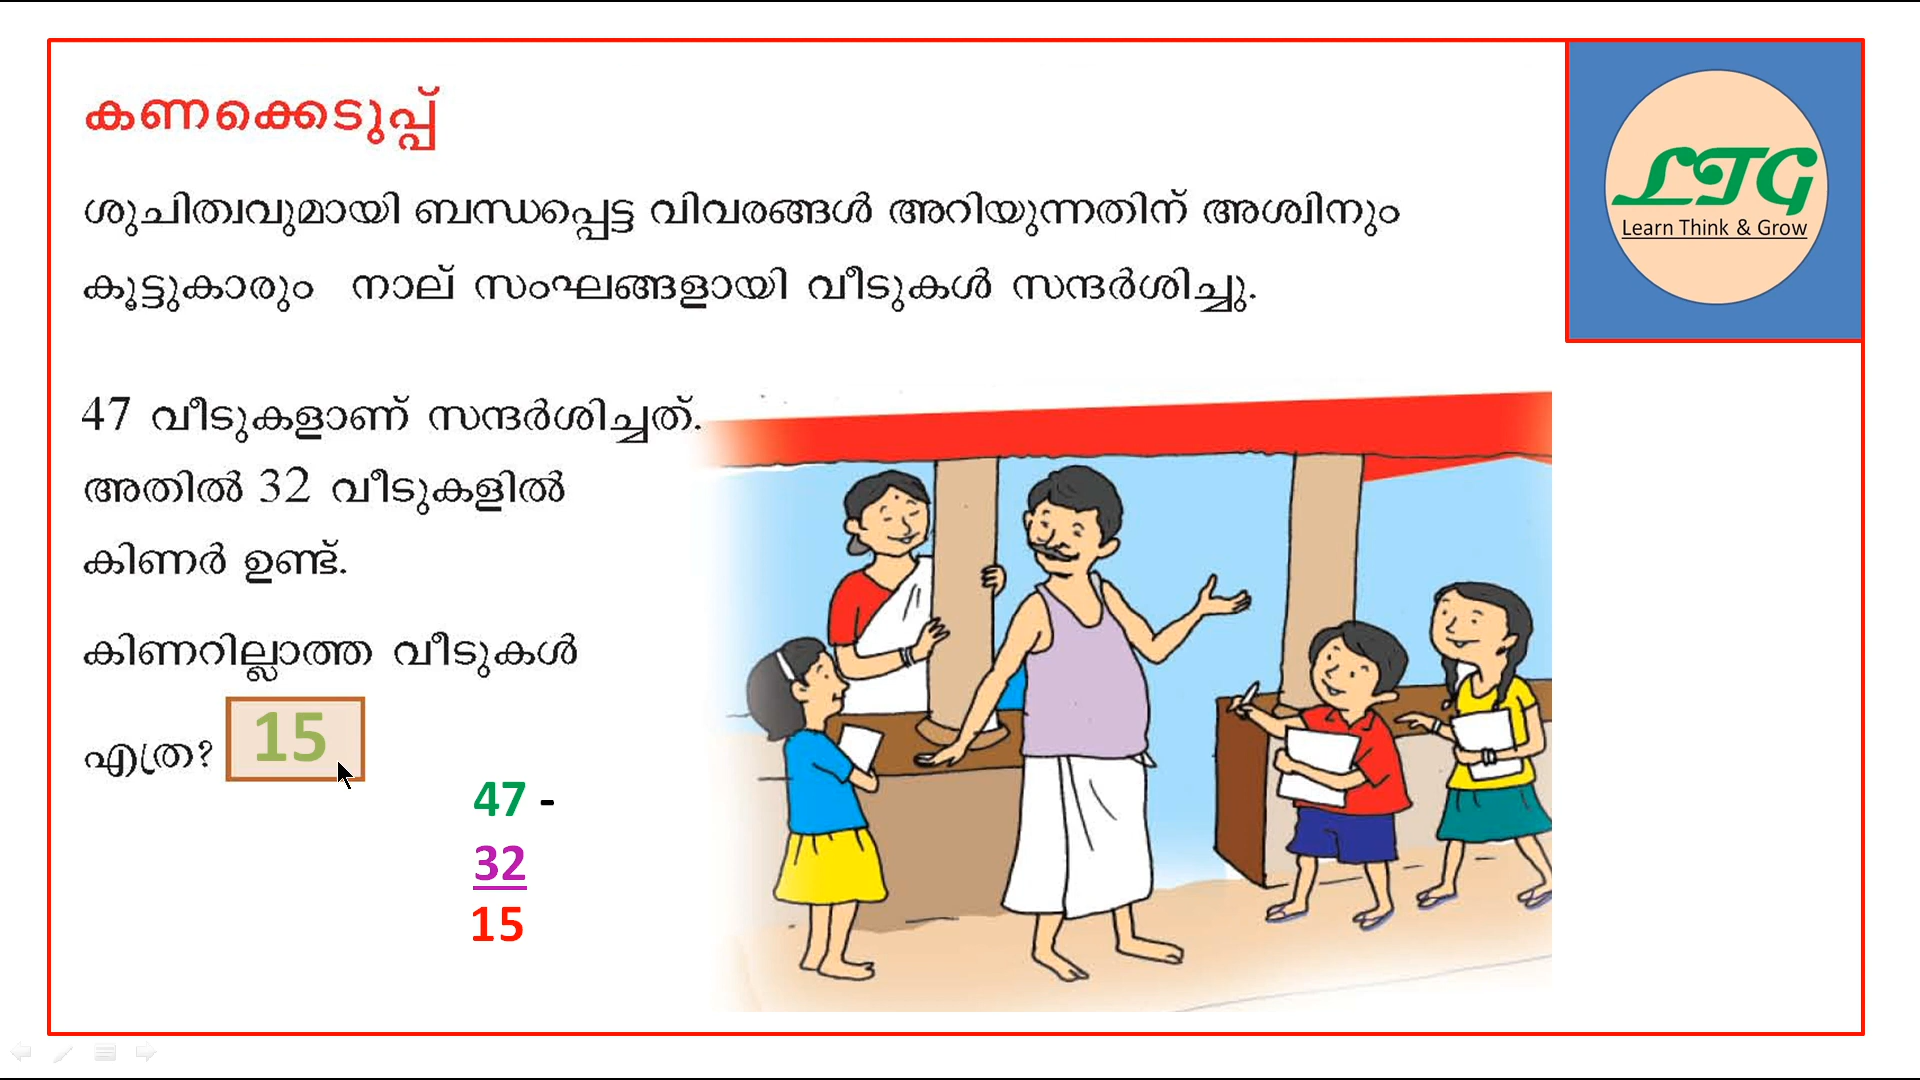 കണക്കെടുപ്പ്
ശുചിത്വവുമായി ബന്ധപ്പെട്ട വിവരങ്ങൾ അറിയുന്നതിന് അശ്വിനും
കൂട്ടുകാരും നാല് സംഘങ്ങളായി വീടുകൾ സന്ദർശിച്ചു.
47 വീടുകളാണ് സന്ദർശിച്ചത്.
അതിൽ 32 വീടുകളിൽ
കിണർ ഉണ്ട്.
കിണറില്ലാത്ത വീടുകൾ
എത്ര? 15
47 -
32
15
LTG
Learn Think & Grow